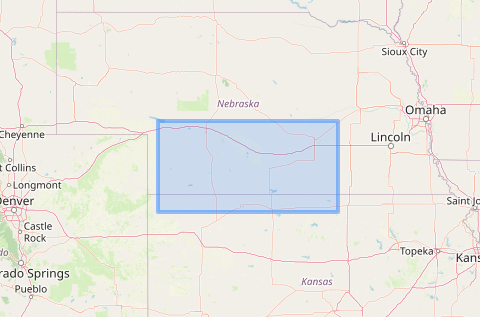 Sioux City
Nebraska
Omaha
Cheyenne
Lincoln
t Collins
Longmont
Denver
Saint Jo
Castle
Rock
Topeka
Kans
rado Springs
Kansas
Pueblo